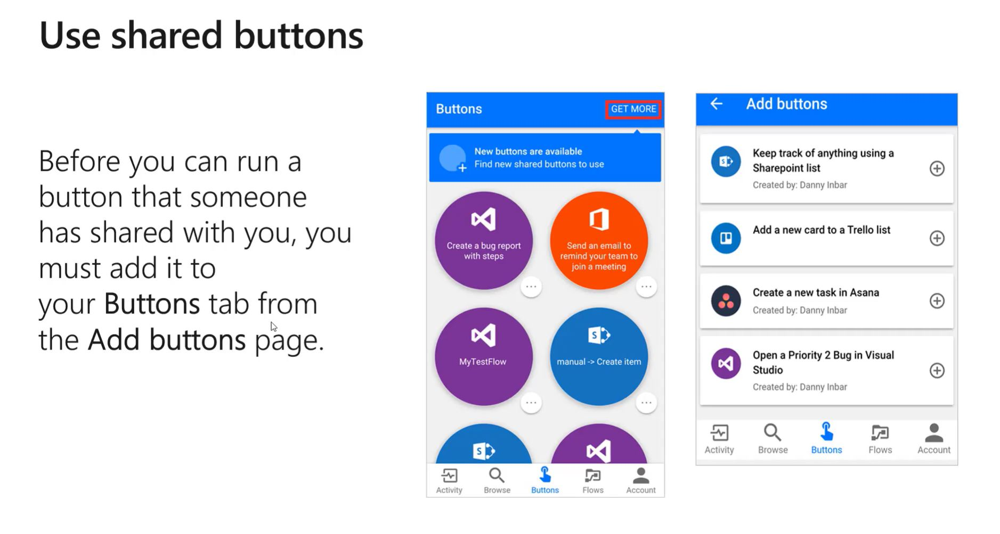 Use shared buttons
Before you can run a
button that someone
has shared with you, you
must add it to
your Buttons tab from
the Add buttons page.
Buttons
GET MORE
New buttons are available
Find new shared buttons to use
Create a bug report
with steps
Send an email to
remind your team to
join a meeting
MyTestFlow
S
manual -> Create item
S
Activity
Browse
Buttons
Flows
Account
Add buttons
S
Keep track of anything using a
Sharepoint list
Created by: Danny Inbar
Add a new card to a Trello list
Create a new task in Asana
Created by: Danny Inbar
Open a Priority 2 Bug in Visual
Studio
Created by: Danny Inbar
Activity
Browse
Buttons
Flows
Account